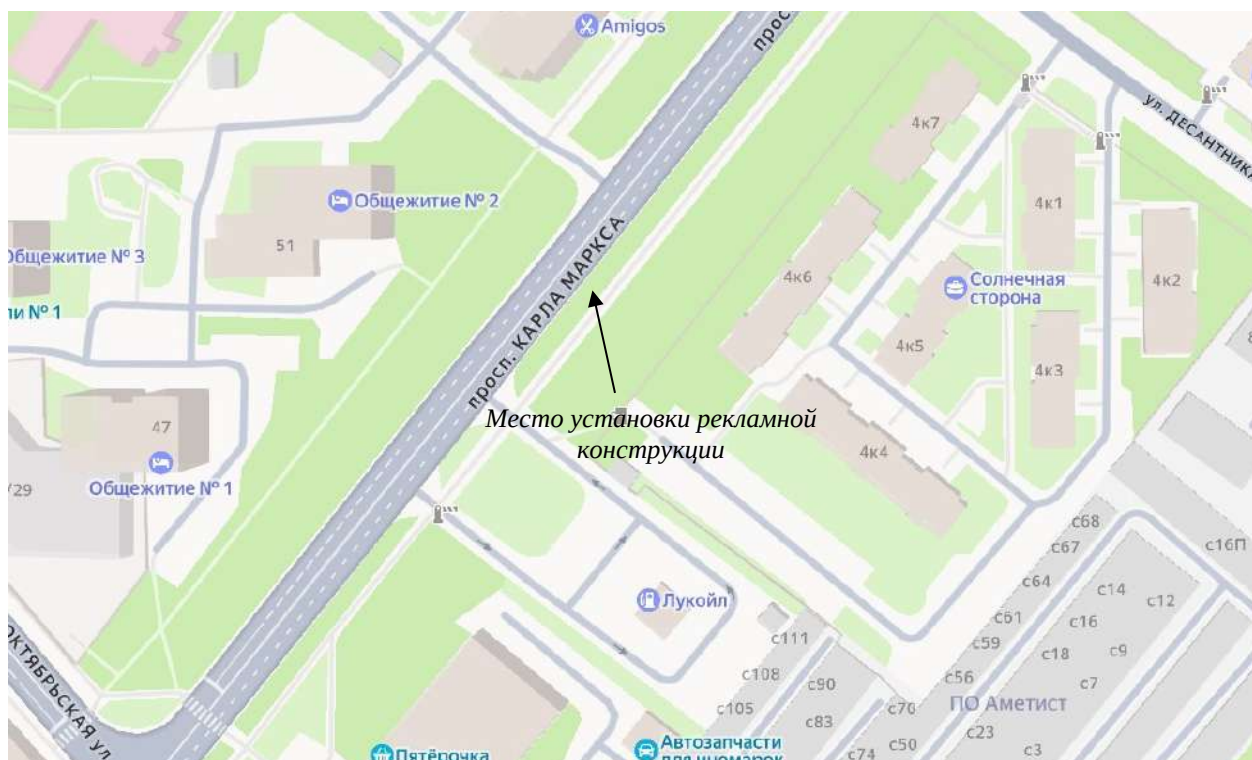 Amigos
просп.
ул. ДЕСАНТНИКА
4к7
4к1
Общежитие № 2
51
4к2
Общежитие № 3
4к6
Солнечная
сторона
и № 1
просп. КАРЛА МАРКСА
4к5
4к3
Место установки рекламной
конструкции
47
4к4
Общежитие № 1
/29
с68
с67
с16П
с64
с14
с12
Лукойл
с61
с16
с111
с59
с18
с9
с108
с90
с56
с7
ОКТЯБРЬСКАЯ УЛ.
с105
с83
с70
ПО Аметист
с23
Пятёрочка
Автозапчасти
для иномарок
с74
с50
с3